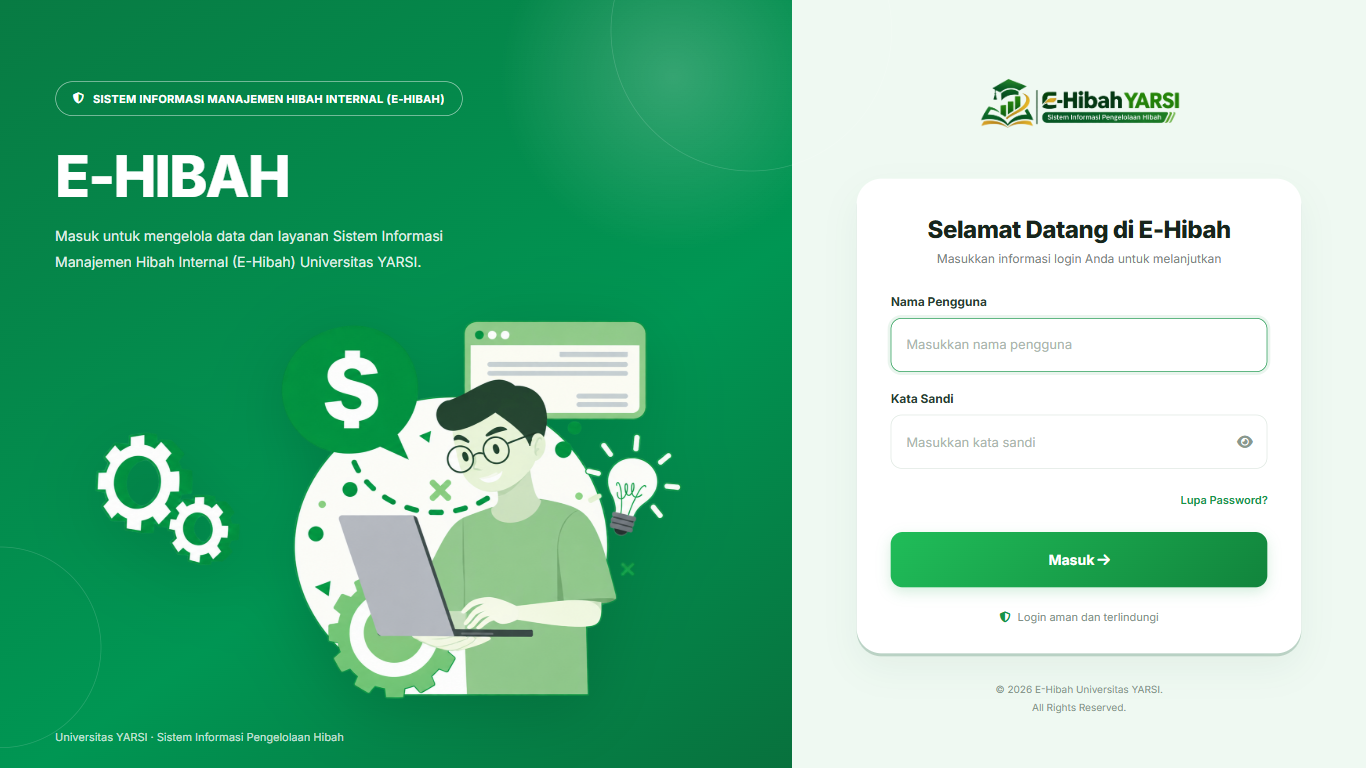 SISTEM INFORMASI MANAJEMEN HIBAH INTERNAL (E-HIBAH)
E-HIBAH
Masuk untuk mengelola data dan layanan Sistem Informasi
Manajemen Hibah Internal (E-Hibah) Universitas YARSI.
$
Universitas YARSI · Sistem Informasi Pengelolaan Hibah
E-Hibah YARSI
Sistem Informasi Pengelolaan Hibah
Selamat Datang di E-Hibah
Masukkan informasi login Anda untuk melanjutkan
Nama Pengguna
Masukkan nama pengguna
Kata Sandi
Masukkan kata sandi
Lupa Password?
Masuk→
Login aman dan terlindungi
© 2026 E-Hibah Universitas YARSI.
All Rights Reserved.